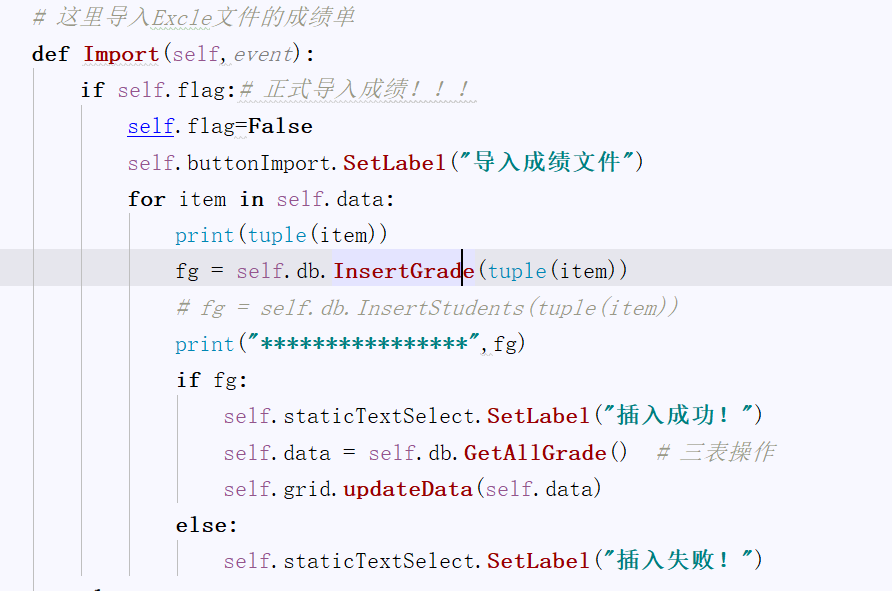 # 这里导入Excle文件的成绩单
def Import(self,event):
if self.flag:# 正式导入成绩！！！
self.flag=False
self.buttonImport.SetLabel("导入成绩文件")
for item in self.data:
print(tuple(item))
fg = self.db.InsertGrade(tuple(item))
# fg = self.db.InsertStudents(tuple(item))
print("****************",fg)
if fg:
self.staticTextSelect.SetLabel("插入成功！")
self.data = self.db.GetAllGrade()  # 三表操作
self.grid.updateData(self.data)
else:
self.staticTextSelect.SetLabel("插入失败！")